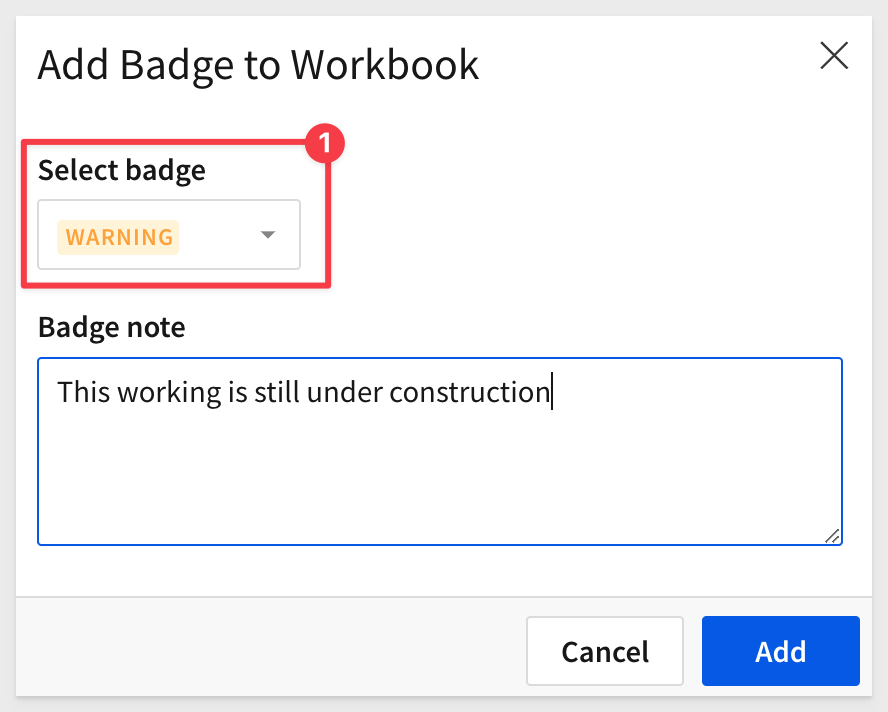 Add Badge to Workbook
1
Select badge
WARNING
Badge note
This working is still under construction
Cancel
Add